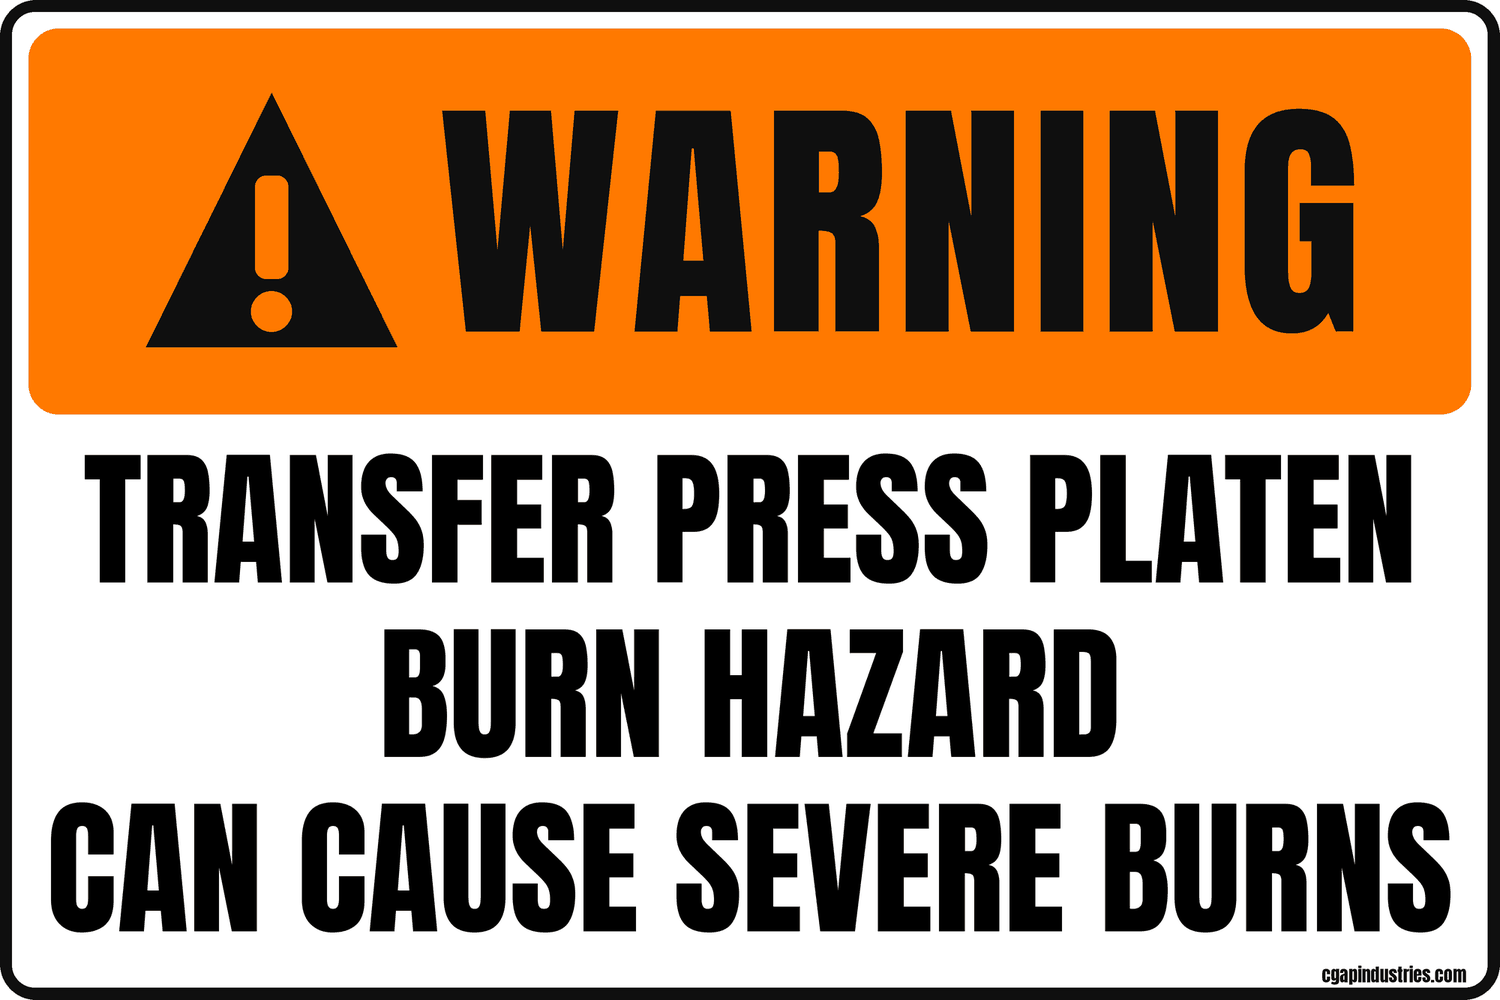 WARNING
TRANSFER PRESS PLATEN
BURN HAZARD
CAN CAUSE SEVERE BURNS
cgapindustries.com